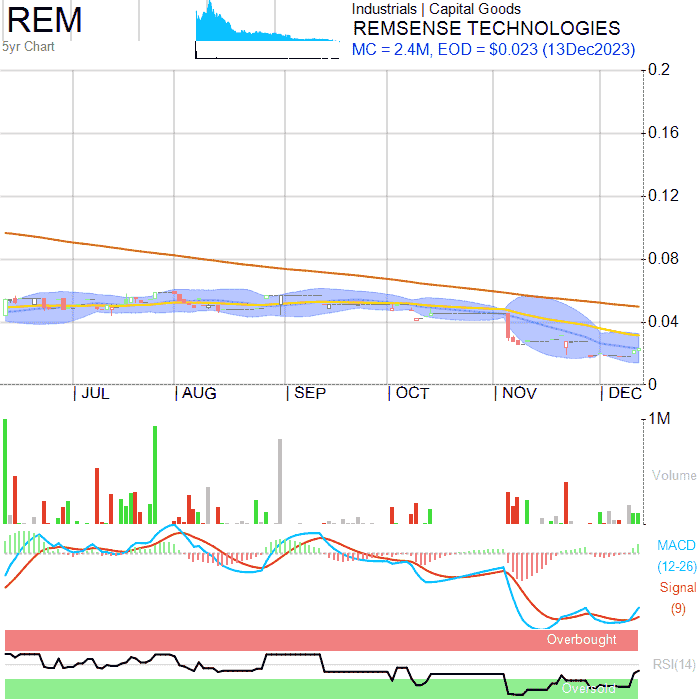 REM
5yr Chart
Industrials | Capital Goods
REMSENSE TECHNOLOGIES
MC = 2.4M, EOD = $0.023 (13Dec2023)
0.2
0.16
0.12
0.08
0.04
0
JUL AUG SEP OCT NOV DEC
1M
Volume
MACD
(12-26)
Signal
(9)
Overbought
RSI(14)
Oversold